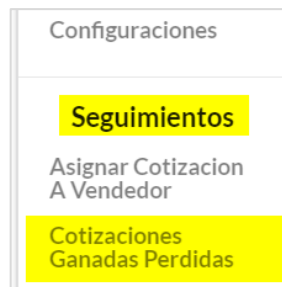 Configuraciones
Seguimientos
Asignar Cotizacion
A Vendedor
Cotizaciones
Ganadas Perdidas